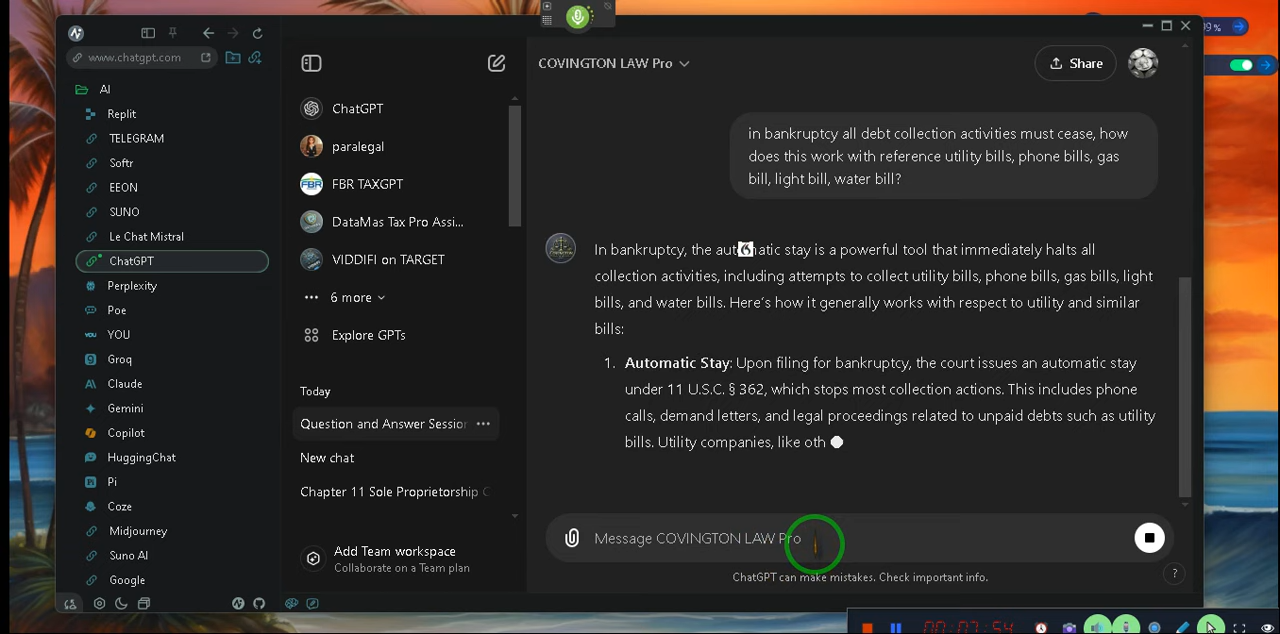 www.chatgpt.com
AI
Replit
TELEGRAM
Softr
EEON
SUNO
Le Chat Mistral
ChatGPT
Perplexity
Poe
YOU
Groq
Claude
Gemini
Copilot
HuggingChat
Pi
Coze
Midjourney
Suno AI
Google
ChatGPT
paralegal
FBR TAXGPT
DataMas Tax Pro Assi...
VIDDIFI on TARGET
6 more
Explore GPTs
Today
Question and Answer Session
New chat
Chapter 11 Sole Proprietorship C
Add Team workspace
Collaborate on a Team plan
COVINGTON LAW Pro
Share
in bankruptcy all debt collection activities must cease, how
does this work with reference utility bills, phone bills, gas
bill, light bill, water bill?
In bankruptcy, the automatic stay is a powerful tool that immediately halts all
collection activities, including attempts to collect utility bills, phone bills, gas bills, light
bills, and water bills. Here's how it generally works with respect to utility and similar
bills:
1. Automatic Stay: Upon filing for bankruptcy, the court issues an automatic stay
under 11 U.S.C. § 362, which stops most collection actions. This includes phone
calls, demand letters, and legal proceedings related to unpaid debts such as utility
bills. Utility companies, like oth
Message COVINGTON LAW Pro
ChatGPT can make mistakes. Check important info.
?
00:07:54